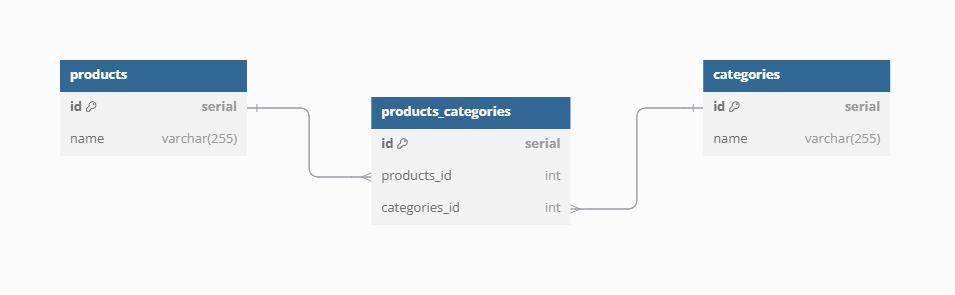 products
id serial
name varchar(255)
products_categories
id serial
products_id int
categories_id int
categories
id serial
name varchar(255)